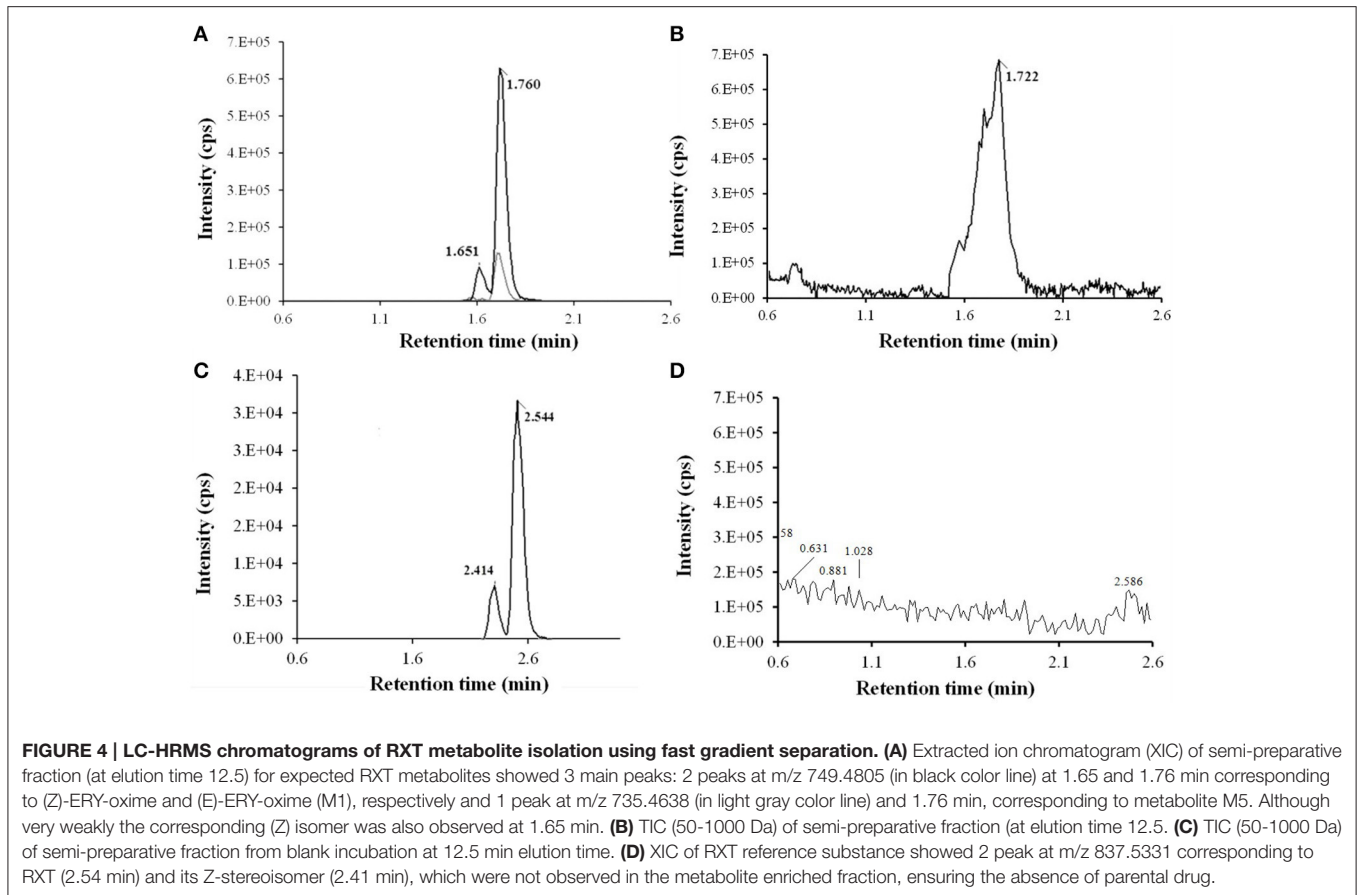 A
7.E+05
6.E+05
5.E+05
4.E+05
3.E+05
2.E+05
1.E+05
0.E+00
Intensity (cps)
1.760
1.651
0.6
1.1
1.6
2.1
2.6
Retention time (min)
B
7.E+05
6.E+05
5.E+05
4.E+05
3.E+05
2.E+05
1.E+05
0.E+00
Intensity (cps)
1.722
0.6
1.1
1.6
2.1
2.6
Retention time (min)
C
4.E+04
3.E+04
3.E+04
2.E+04
2.E+04
1.E+04
5.E+03
0.E+00
Intensity (cps)
2.544
2.414
0.6
1.6
2.6
Retention time (min)
D
7.E+05
6.E+05
5.E+05
4.E+05
3.E+05
2.E+05
1.E+05
0.E+00
Intensity (cps)
58
0.631
0.881
1.028
2.586
0.6
1.1
1.6
2.1
2.6
Retention time (min)
FIGURE 4 | LC-HRMS chromatograms of RXT metabolite isolation using fast gradient separation. (A) Extracted ion chromatogram (XIC) of semi-preparative
fraction (at elution time 12.5) for expected RXT metabolites showed 3 main peaks: 2 peaks at m/z 749.4805 (in black color line) at 1.65 and 1.76 min corresponding
to (Z)-ERY-oxime and (E)-ERY-oxime (M1), respectively and 1 peak at m/z 735.4638 (in light gray color line) and 1.76 min, corresponding to metabolite M5. Although
very weakly the corresponding (Z) isomer was also observed at 1.65 min. (B) TIC (50-1000 Da) of semi-preparative fraction (at elution time 12.5. (C) TIC (50-1000 Da)
of semi-preparative fraction from blank incubation at 12.5 min elution time. (D) XIC of RXT reference substance showed 2 peak at m/z 837.5331 corresponding to
RXT (2.54 min) and its Z-stereoisomer (2.41 min), which were not observed in the metabolite enriched fraction, ensuring the absence of parental drug.